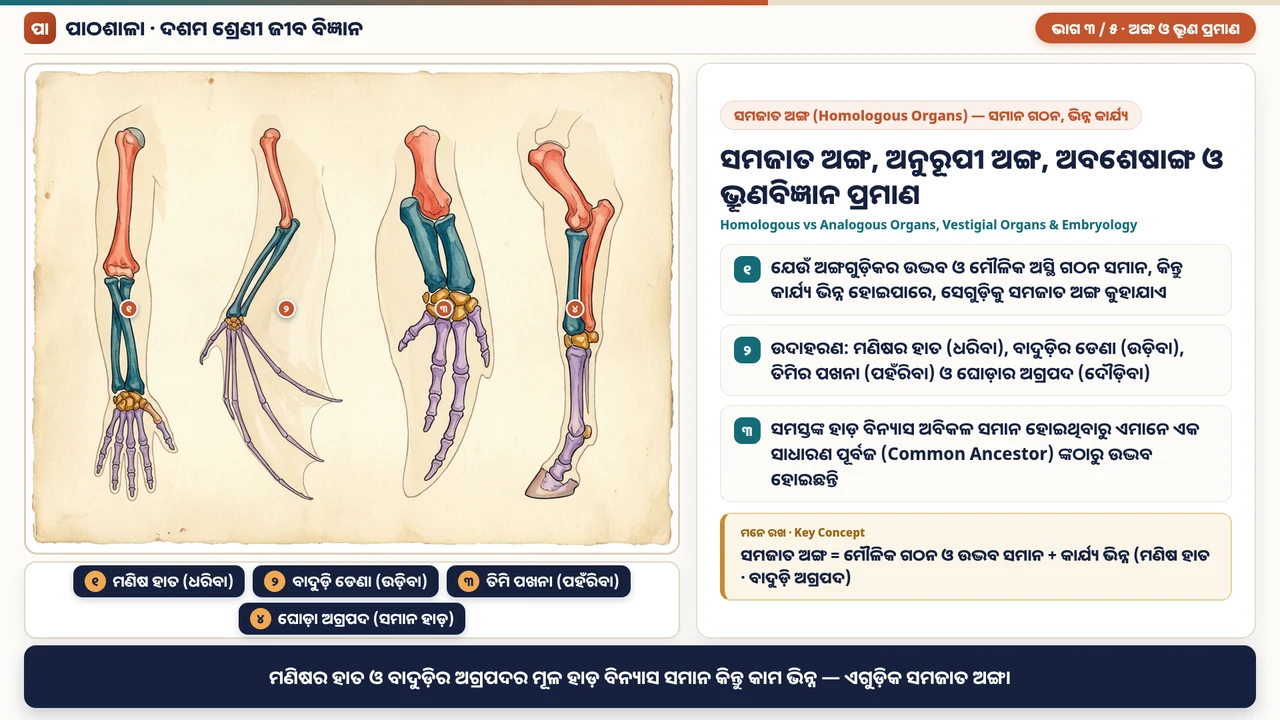 ପା ପାଠଶାଳା · ଦଶମ ଶ୍ରେଣୀ ଜୀବ ବିଜ୍ଞାନ
ଭାଗ ୩ / ୫ · ଅଙ୍ଗ ଓ ଭ୍ରୂଣ ପ୍ରମାଣ
୧
୨
୩
୪
୧ ମଣିଷ ହାତ (ଧରିବା)
୨ ବାଦୁଡ଼ି ଡେଣା (ଉଡ଼ିବା)
୩ ତିମି ପଖନା (ପହଁରିବା)
୪ ଘୋଡ଼ା ଅଗ୍ରପଦ (ସମାନ ହାଡ଼)
ସମଜାତ ଅଙ୍ଗ (Homologous Organs) — ସମାନ ଗଠନ, ଭିନ୍ନ କାର୍ଯ୍ୟ
ସମଜାତ ଅଙ୍ଗ, ଅନୁରୂପୀ ଅଙ୍ଗ, ଅବଶେଷାଙ୍ଗ ଓ
ଭ୍ରୂଣବିଜ୍ଞାନ ପ୍ରମାଣ
Homologous vs Analogous Organs, Vestigial Organs & Embryology
୧ ଯେଉଁ ଅଙ୍ଗଗୁଡ଼ିକର ଉଦ୍ଭବ ଓ ମୌଳିକ ଅସ୍ଥି ଗଠନ ସମାନ, କିନ୍ତୁ
କାର୍ଯ୍ୟ ଭିନ୍ନ ହୋଇପାରେ, ସେଗୁଡ଼ିକୁ ସମଜାତ ଅଙ୍ଗ କୁହାଯାଏ
୨ ଉଦାହରଣ: ମଣିଷର ହାତ (ଧରିବା), ବାଦୁଡ଼ିର ଡେଣା (ଉଡ଼ିବା),
ତିମିର ପଖନା (ପହଁରିବା) ଓ ଘୋଡ଼ାର ଅଗ୍ରପଦ (ଦୌଡ଼ିବା)
୩ ସମସ୍ତଙ୍କ ହାଡ଼ ବିନ୍ୟାସ ଅବିକଳ ସମାନ ହୋଇଥିବାରୁ ଏମାନେ ଏକ
ସାଧାରଣ ପୂର୍ବଜ (Common Ancestor) ଙ୍କଠାରୁ ଉଦ୍ଭବ
ହୋଇଛନ୍ତି
ମନେ ରଖ · Key Concept
ସମଜାତ ଅଙ୍ଗ = ମୌଳିକ ଗଠନ ଓ ଉଦ୍ଭବ ସମାନ + କାର୍ଯ୍ୟ ଭିନ୍ନ (ମଣିଷ ହାତ
· ବାଦୁଡ଼ି ଅଗ୍ରପଦ)
ମଣିଷର ହାତ ଓ ବାଦୁଡ଼ିର ଅଗ୍ରପଦର ମୂଳ ହାଡ଼ ବିନ୍ୟାସ ସମାନ କିନ୍ତୁ କାମ ଭିନ୍ନ — ଏଗୁଡ଼ିକ ସମଜାତ ଅଙ୍ଗ।